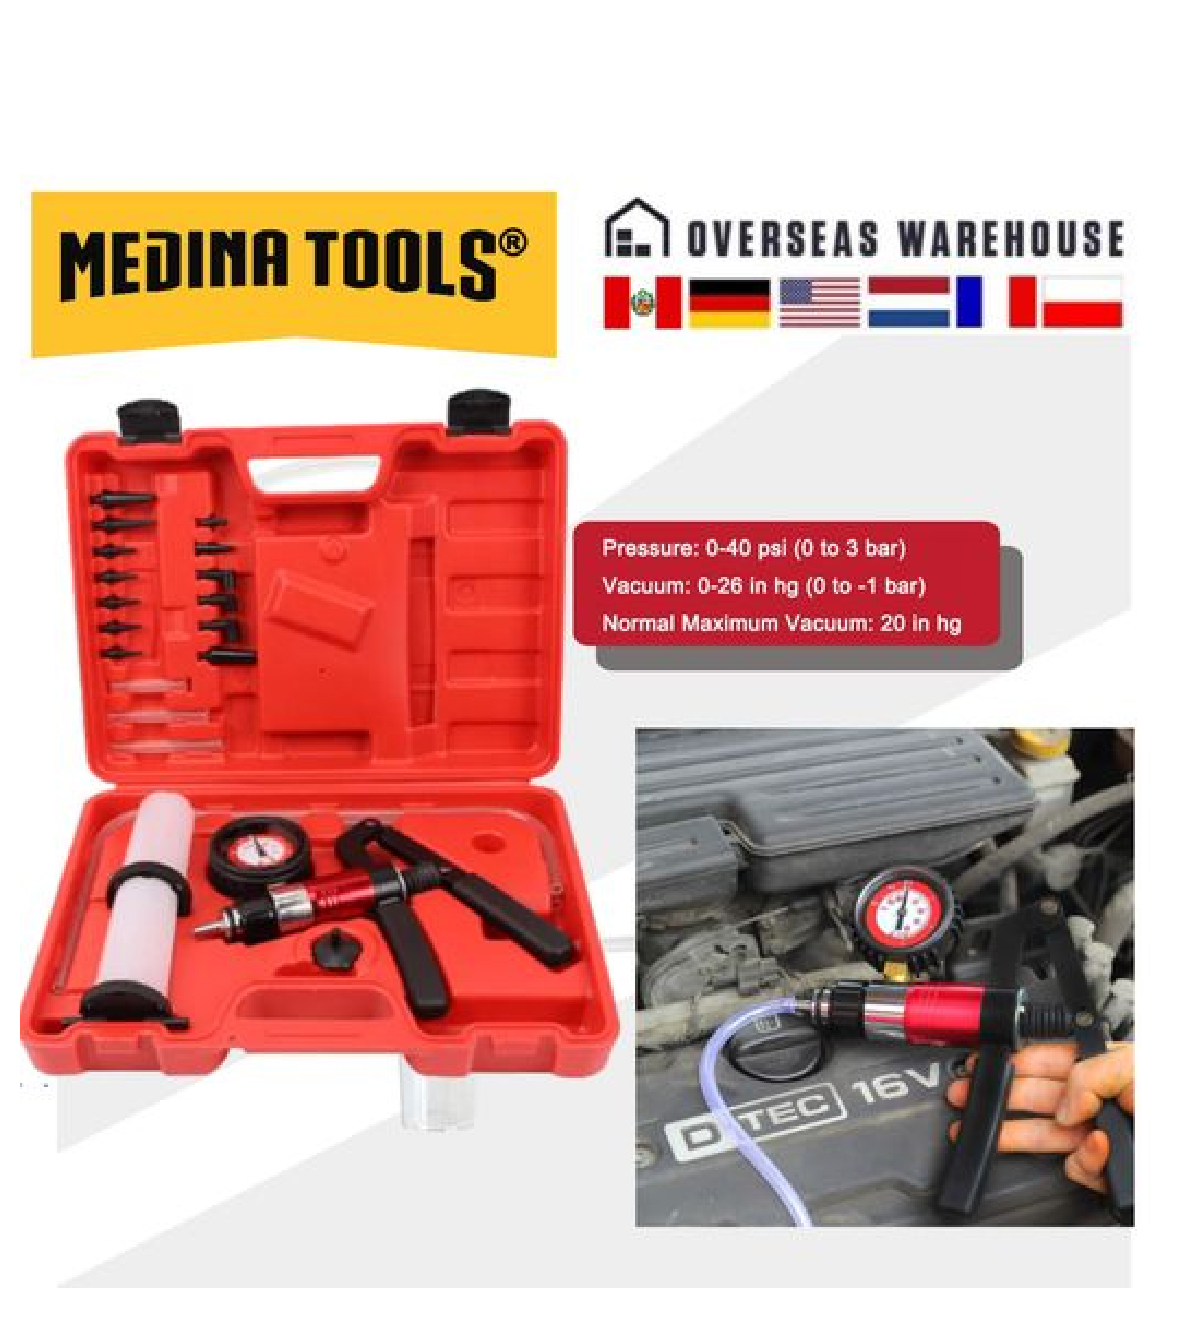 MEDINA TOOLS®
OVERSEAS WAREHOUSE
Pressure: 0-40 psi (0 to 3 bar)
Vacuum: 0-26 in hg (0 to -1 bar)
Normal Maximum Vacuum: 20 in hg
D-TEC 16V